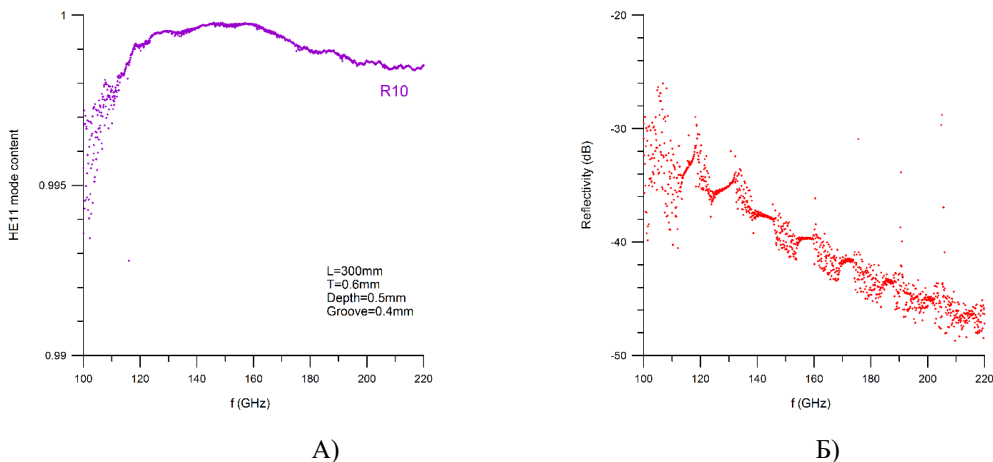 1
0.995
0.99
HE11 mode content
R10
L=300mm
T=0.6mm
Depth=0.5mm
Groove=0.4mm
100 120 140 160 180 200 220
f (GHz)
А)
-20
-30
-40
-50
Reflectivity (dB)
100 120 140 160 180 200 220
f (GHz)
Б)